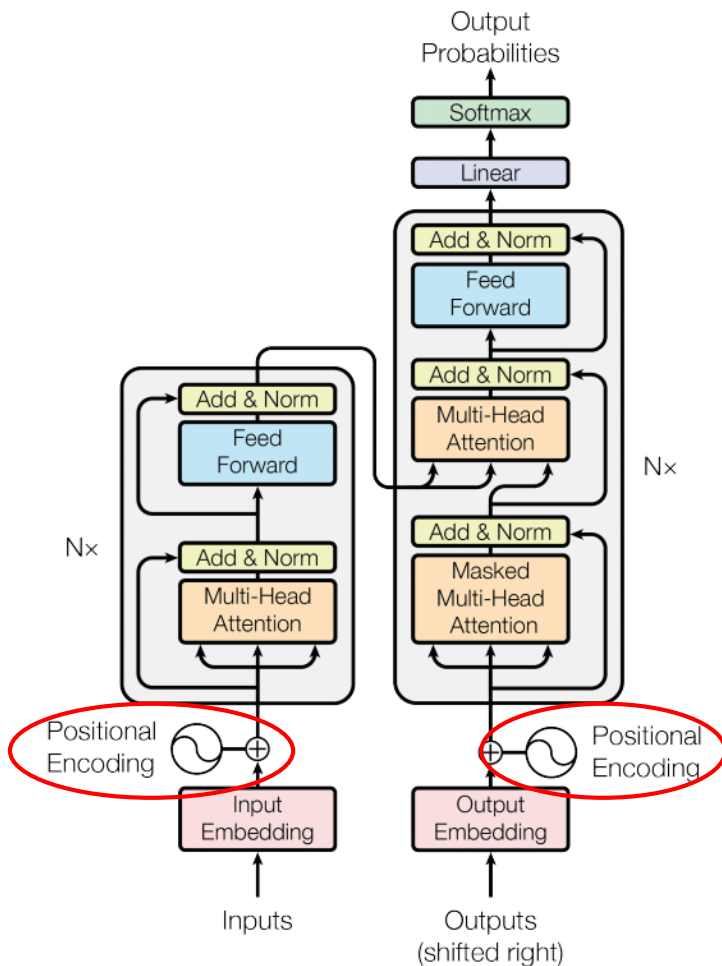 Output
Probabilities
Softmax
Linear
Add & Norm
Feed
Forward
Add & Norm
Multi-Head
Attention
Add & Norm
Masked
Multi-Head
Attention
N×
Add & Norm
Feed
Forward
N×
Add & Norm
Multi-Head
Attention
Positional
Encoding
Positional
Encoding
Input
Embedding
Output
Embedding
Inputs
Outputs
(shifted right)